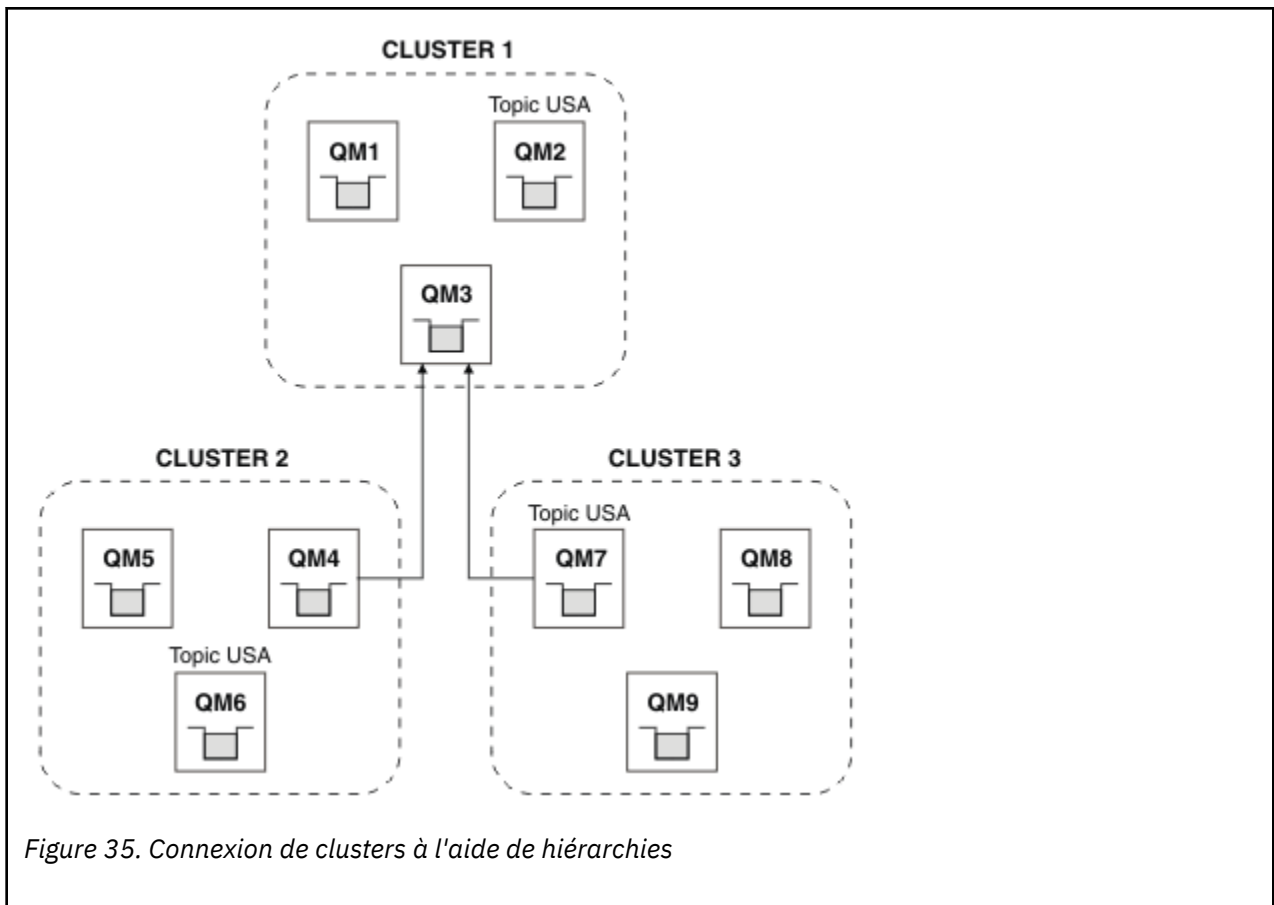 CLUSTER 1
Topic USA
QM1
QM2
QM3
CLUSTER 2
CLUSTER 3
Topic USA
QM5
QM4
QM7
QM8
Topic USA
QM6
QM9
Figure 35. Connexion de clusters à l'aide de hiérarchies